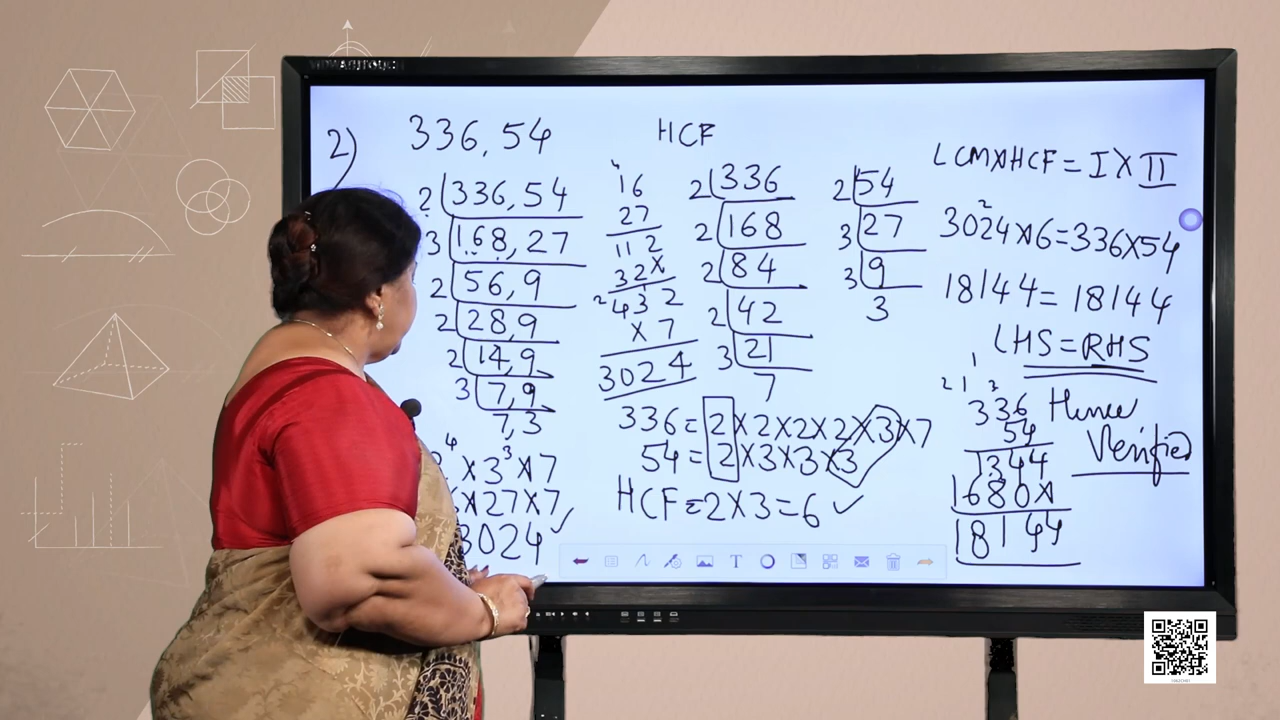 2)
336, 54
2 336, 54
3 168, 27
2 56, 9
2 28, 9
2 14, 9
3 7, 9
7, 3
4 × 3³ × 7
× 27 × 7
3024 ✓
16
27
112
32×
432
× 7
3024
HCF
2 336
2 168
2 84
2 42
3 21
7
2 54
3 27
3 9
3
336 = 2×2×2×2×3×7
54 = 2×3×3×3
HCF = 2×3 = 6 ✓
LCM×HCF = I × II
3024×6 = 336×54
18144 = 18144
LHS = RHS
Hence
Verified
336
54
1344
1680×
18144